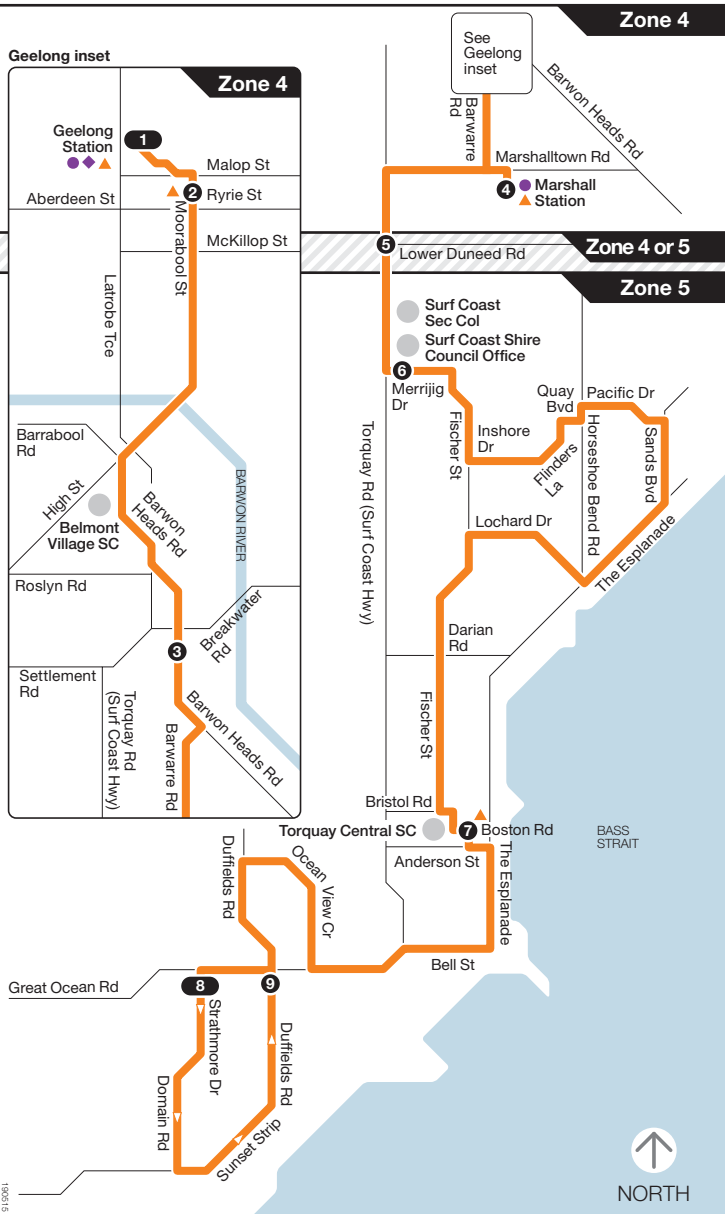 Zone 4
Geelong inset
Zone 4
See
Geelong
inset
Barwarre
Rd
Barwon Heads Rd
Geelong
Station
1
Malop St
Marshalltown Rd
4
Marshall
Station
Aberdeen St
2
Ryrie St
Moorabool St
McKillop St
Latrobe Tce
5
Lower Duneed Rd
Zone 4 or 5
Zone 5
Surf Coast
Sec Col
Surf Coast Shire
Council Office
6
Merrijig
Dr
Fischer St
Inshore
Dr
Quay
Bvd
Pacific Dr
Flinders
La
Horseshoe Bend Rd
Sands Bvd
The Esplanade
Torquay Rd (Surf Coast Hwy)
Lochard Dr
Barrabool
Rd
High St
Barwon
Heads Rd
BARWON RIVER
Belmont
Village SC
Roslyn Rd
Breakwater
Rd
3
Settlement
Rd
Torquay Rd
(Surf Coast Hwy)
Barwarre Rd
Barwon Heads Rd
Darian
Rd
Fischer St
Bristol Rd
Torquay Central SC
7
Boston Rd
Anderson St
The Esplanade
BASS
STRAIT
Duffields Rd
Ocean
View Cr
Bell St
Great Ocean Rd
8
9
Strathmore Dr
Duffields Rd
Domain Rd
Sunset Strip
NORTH
190515